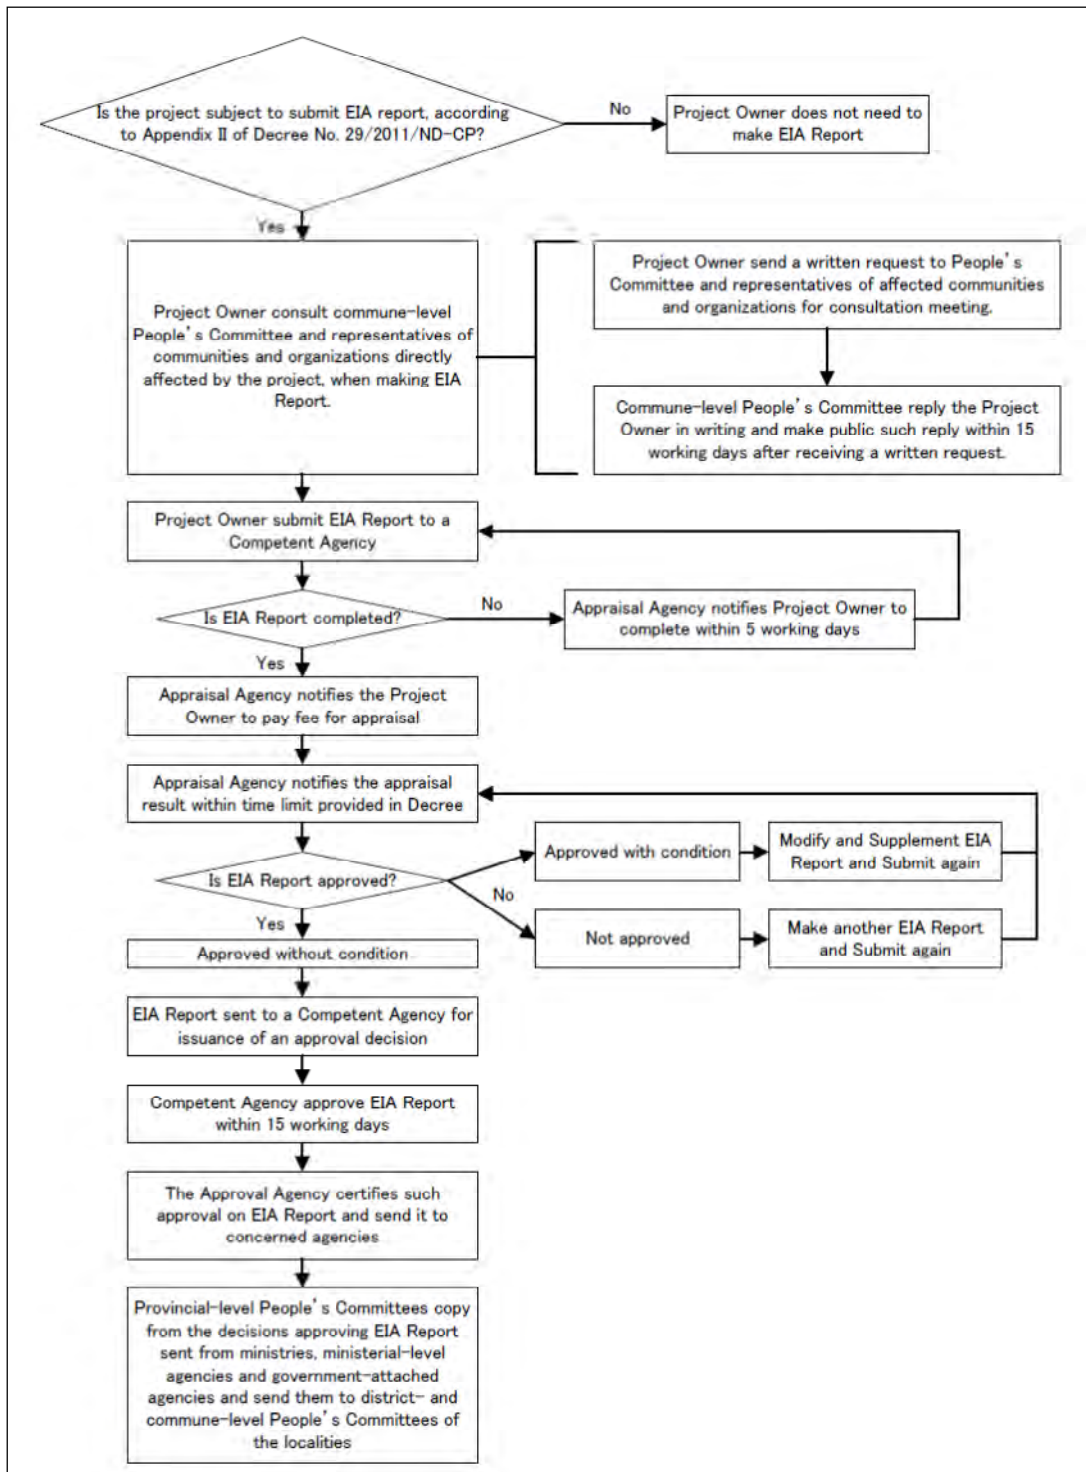 Is the project subject to submit EIA report, according
to Appendix II of Decree No. 29/2011/ND-CP?
No
Project Owner does not need to
make EIA Report
Yes
Project Owner consult commune-level
People's Committee and representatives of
communities and organizations directly
affected by the project, when making EIA
Report.
Project Owner send a written request to People's
Committee and representatives of affected communities
and organizations for consultation meeting.
Commune-level People's Committee reply the Project
Owner in writing and make public such reply within 15
working days after receiving a written request.
Project Owner submit EIA Report to a
Competent Agency
Is EIA Report completed?
No
Appraisal Agency notifies Project Owner to
complete within 5 working days
Yes
Appraisal Agency notifies the Project
Owner to pay fee for appraisal
Appraisal Agency notifies the appraisal
result within time limit provided in Decree
Is EIA Report approved?
No
Approved with condition
Modify and Supplement EIA
Report and Submit again
Not approved
Make another EIA Report
and Submit again
Yes
Approved without condition
EIA Report sent to a Competent Agency for
issuance of an approval decision
Competent Agency approve EIA Report
within 15 working days
The Approval Agency certifies such
approval on EIA Report and send it to
concerned agencies
Provincial-level People's Committees copy
from the decisions approving EIA Report
sent from ministries, ministerial-level
agencies and government-attached
agencies and send them to district- and
commune-level People's Committees of
the localities